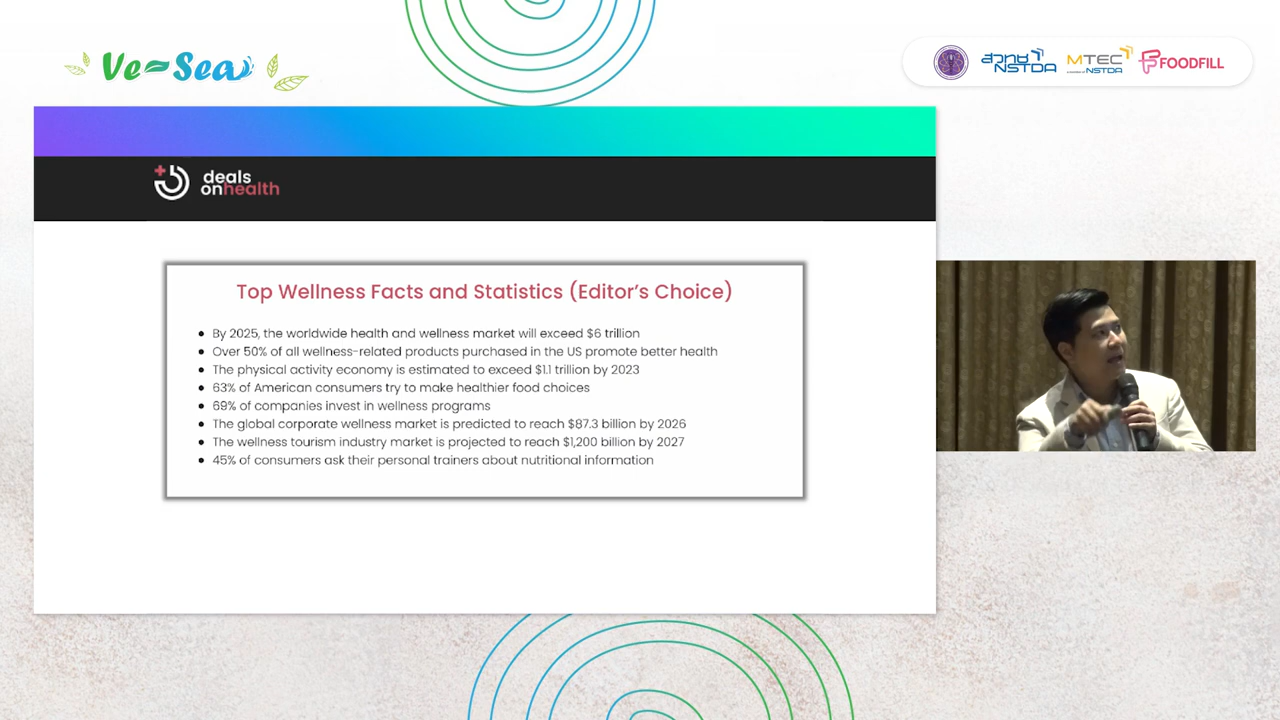 Ve-Sea
สวทช
NSTDA
MTEC
NSTDA
FOODFILL
deals
onhealth
Top Wellness Facts and Statistics (Editor's Choice)
• By 2025, the worldwide health and wellness market will exceed $6 trillion
• Over 50% of all wellness-related products purchased in the US promote better health
• The physical activity economy is estimated to exceed $1.1 trillion by 2023
• 63% of American consumers try to make healthier food choices
• 69% of companies invest in wellness programs
• The global corporate wellness market is predicted to reach $87.3 billion by 2026
• The wellness tourism industry market is projected to reach $1,200 billion by 2027
• 45% of consumers ask their personal trainers about nutritional information